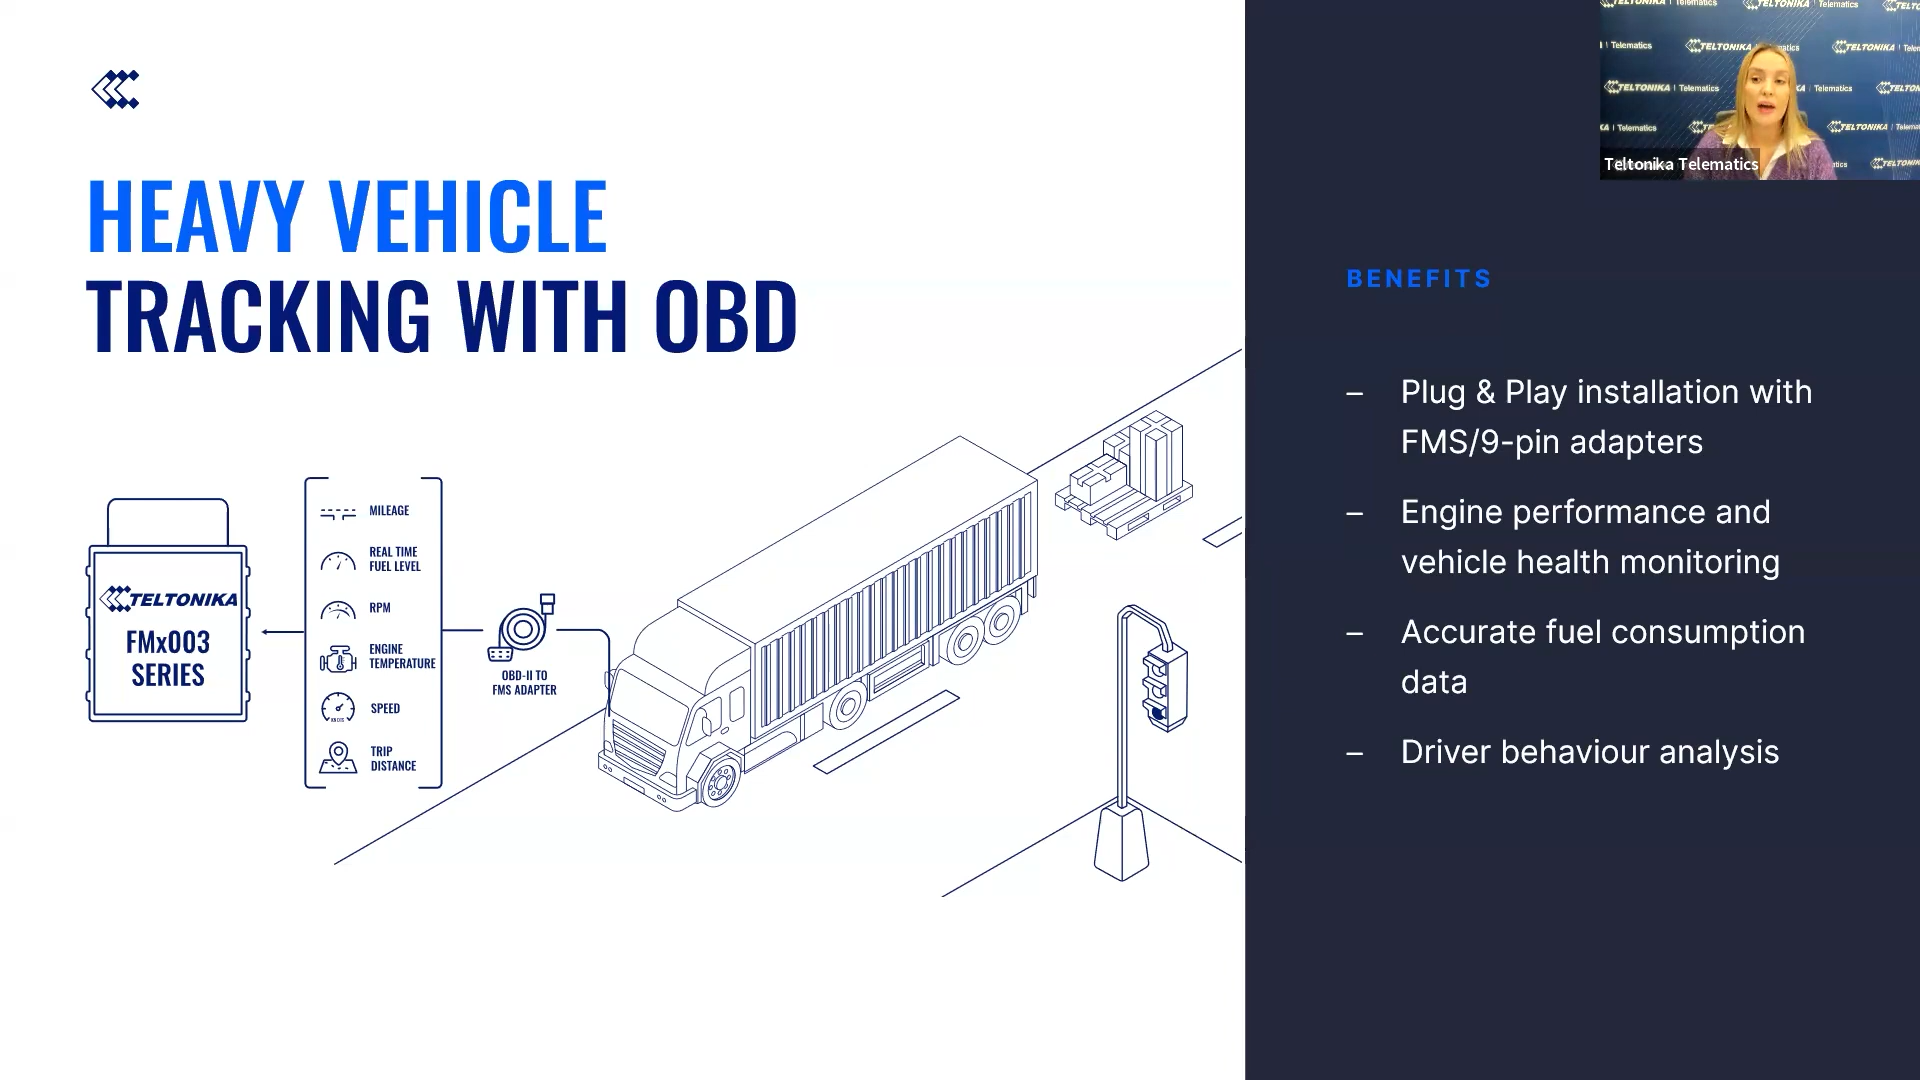 HEAVY VEHICLE
TRACKING WITH OBD
TELTONIKA
FMx003
SERIES
MILEAGE
REAL TIME
FUEL LEVEL
RPM
ENGINE
TEMPERATURE
SPEED
TRIP
DISTANCE
OBD-II TO
FMS ADAPTER
TELTONIKA | Telematics
Teltonika Telematics
BENEFITS
– Plug & Play installation with
FMS/9-pin adapters
– Engine performance and
vehicle health monitoring
– Accurate fuel consumption
data
– Driver behaviour analysis